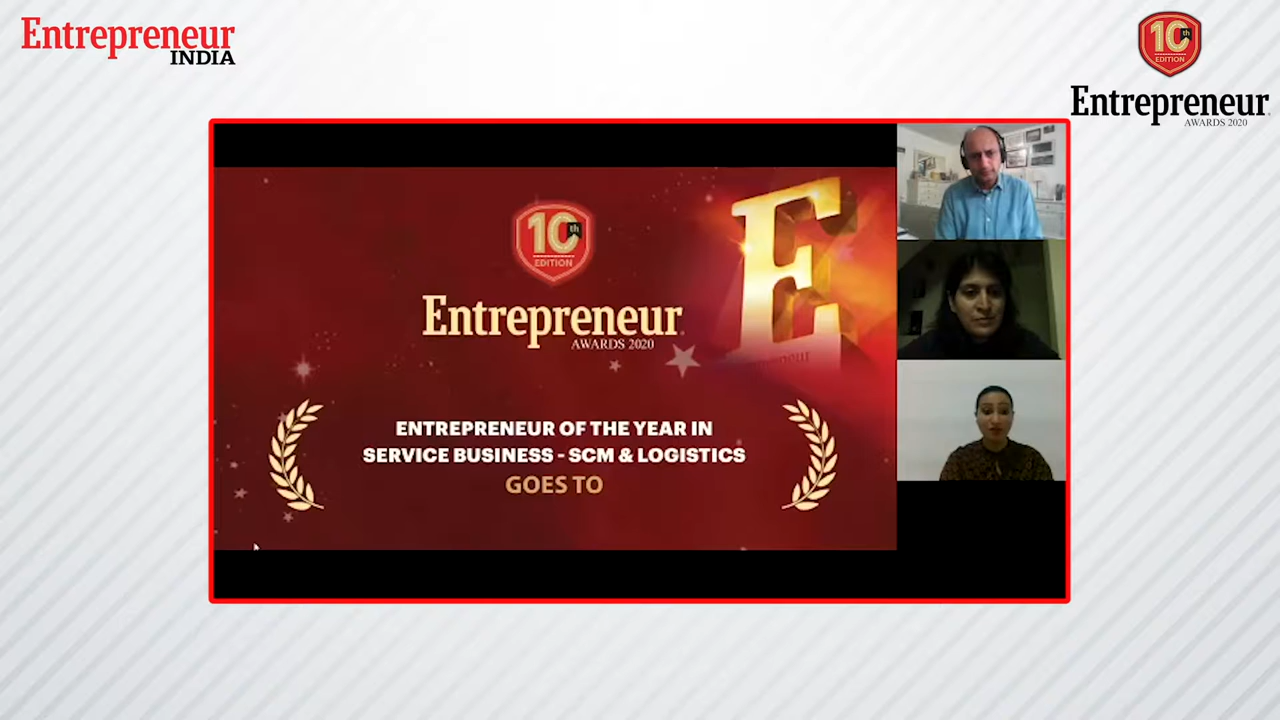 Entrepreneur
INDIA
10th
EDITION
Entrepreneur
AWARDS 2020
10th
EDITION
Entrepreneur
AWARDS 2020
ENTREPRENEUR OF THE YEAR IN
SERVICE BUSINESS - SCM & LOGISTICS
GOES TO